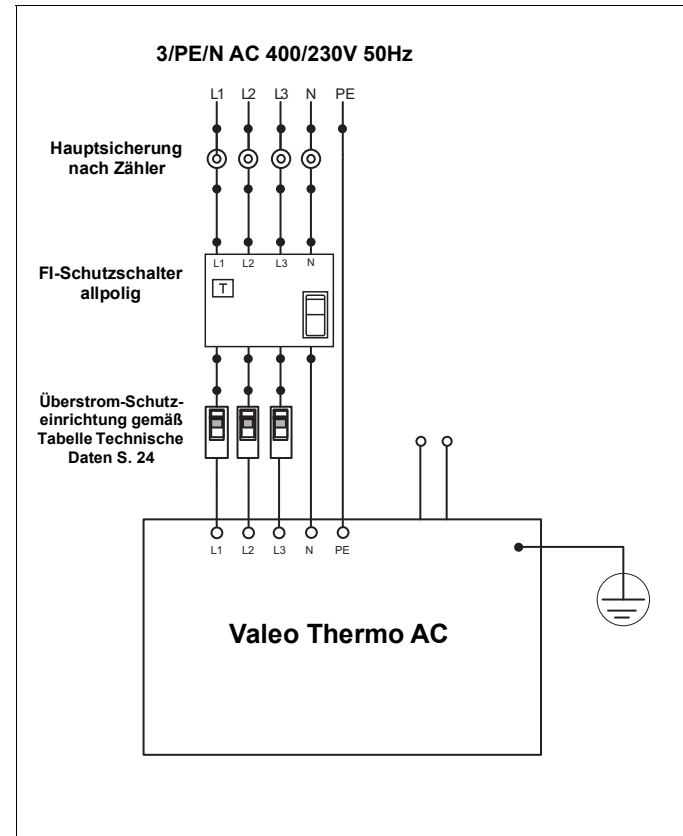 3/PE/N AC 400/230V 50Hz
L1 L2 L3 N PE
Hauptsicherung
nach Zähler
L1 L2 L3 N
FI-Schutzschalter
allpolig
T
Überstrom-Schutz-
einrichtung gemäß
Tabelle Technische
Daten S. 24
L1 L2 L3 N PE
Valeo Thermo AC